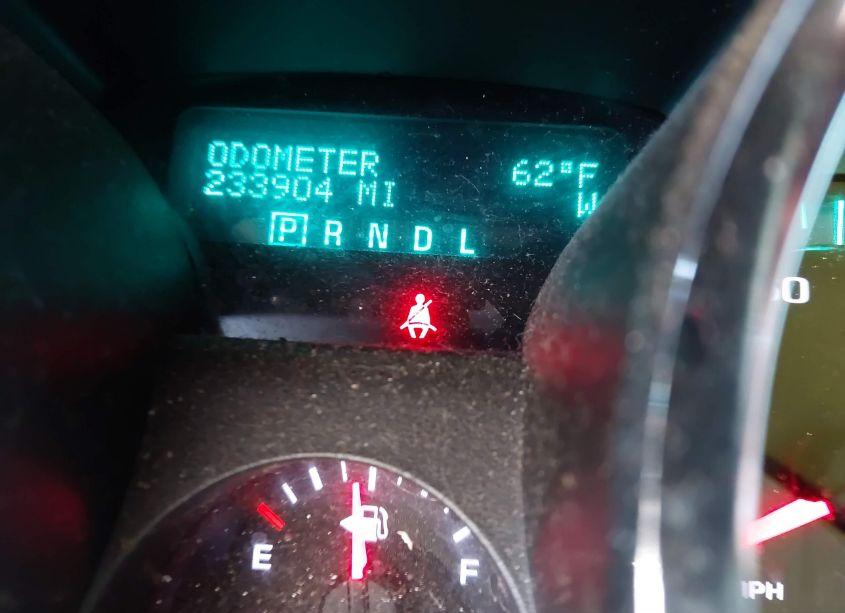 ODOMETER 62°F
233904 MI W
P R N D L
E F